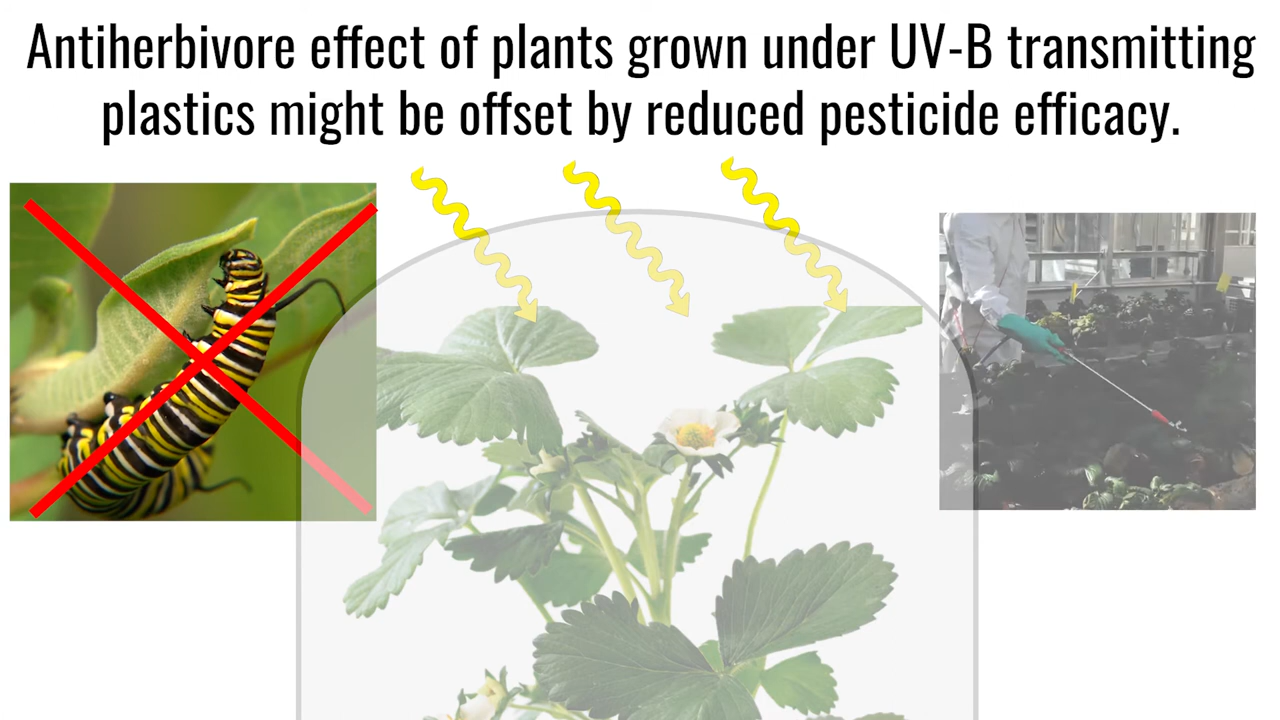 Antiherbivore effect of plants grown under UV-B transmitting
plastics might be offset by reduced pesticide efficacy.